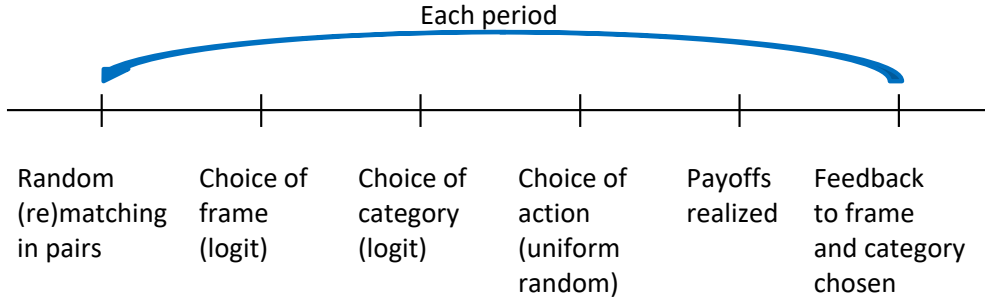 Each period
Random
(re)matching
in pairs
Choice of
frame
(logit)
Choice of
category
(logit)
Choice of
action
(uniform
random)
Payoffs
realized
Feedback
to frame
and category
chosen